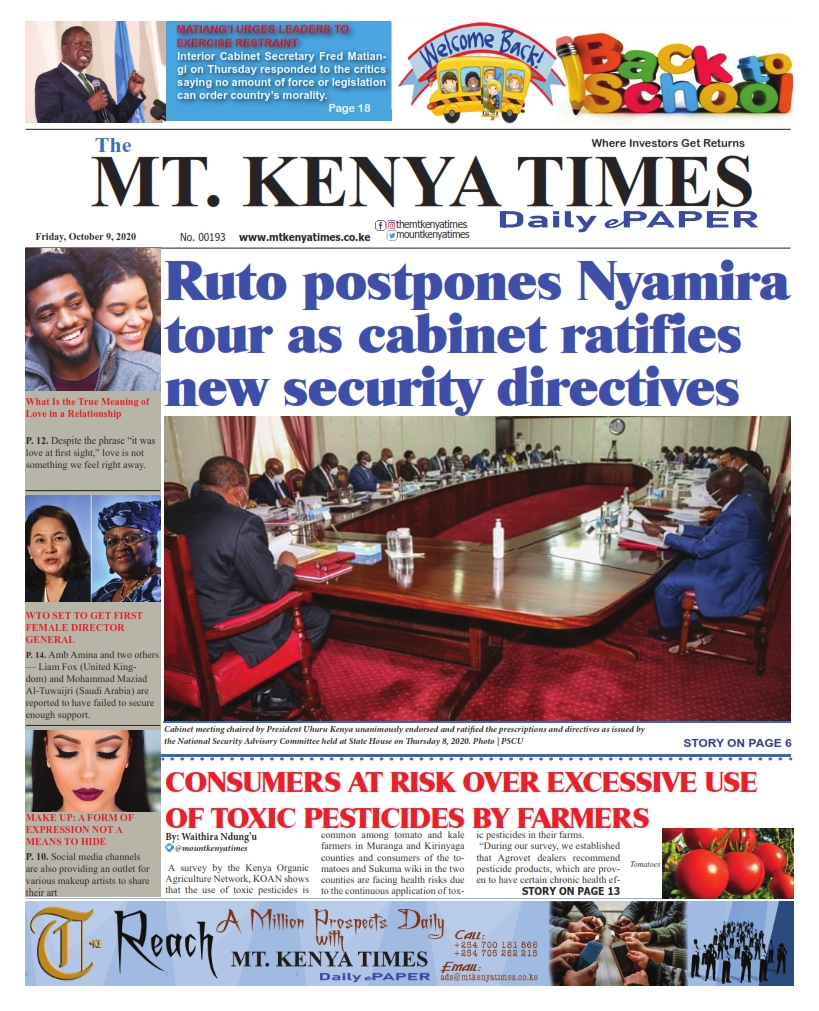 MATIANG'I URGES LEADERS TO
EXERCISE RESTRAINT
Interior Cabinet Secretary Fred Matian-
gi on Thursday responded to the critics
saying no amount of force or legislation
can order country's morality.
Page 18
Welcome Back!
Back to
School
The
Where Investors Get Returns
MT. KENYA TIMES
Daily ePAPER
Friday, October 9, 2020
No. 00193
www.mtkenyatimes.co.ke
themtkenyatimes
mountkenyatimes
Ruto postpones Nyamira
tour as cabinet ratifies
new security directives
What Is the True Meaning of
Love in a Relationship
P. 12. Despite the phrase “it was
love at first sight,” love is not
something we feel right away.
WTO SET TO GET FIRST
FEMALE DIRECTOR
GENERAL
P. 14. Amb Amina and two others
— Liam Fox (United King-
dom) and Mohammad Maziad
Al-Tuwaijri (Saudi Arabia) are
reported to have failed to secure
enough support.
MAKE UP: A FORM OF
EXPRESSION NOT A
MEANS TO HIDE
P. 10. Social media channels
are also providing an outlet for
various makeup artists to share
their art
Cabinet meeting chaired by President Uhuru Kenya unanimously endorsed and ratified the prescriptions and directives as issued by
the National Security Advisory Committee held at State House on Thursday 8, 2020. Photo | PSCU
STORY ON PAGE 6
CONSUMERS AT RISK OVER EXCESSIVE USE
OF TOXIC PESTICIDES BY FARMERS
By: Waithira Ndung'u
@mountkenyatimes
A survey by the Kenya Organic
Agriculture Network, KOAN shows
that the use of toxic pesticides is
common among tomato and kale
farmers in Muranga and Kirinyaga
counties and consumers of the to-
matoes and Sukuma wiki in the two
counties are facing health risks due
to the continuous application of tox-
ic pesticides in their farms.
“During our survey, we established
that Agrovet dealers recommend
pesticide products, which are prov-
en to have certain chronic health ef-
STORY ON PAGE 13
Tomatoes
T-KE
Reach
A Million Prospects Daily
with
MT. KENYA TIMES
Daily ePAPER
CALL:
+254 700 181 866
+254 705 262 215
EMAIL:
ads@mtkenyatimes.co.ke